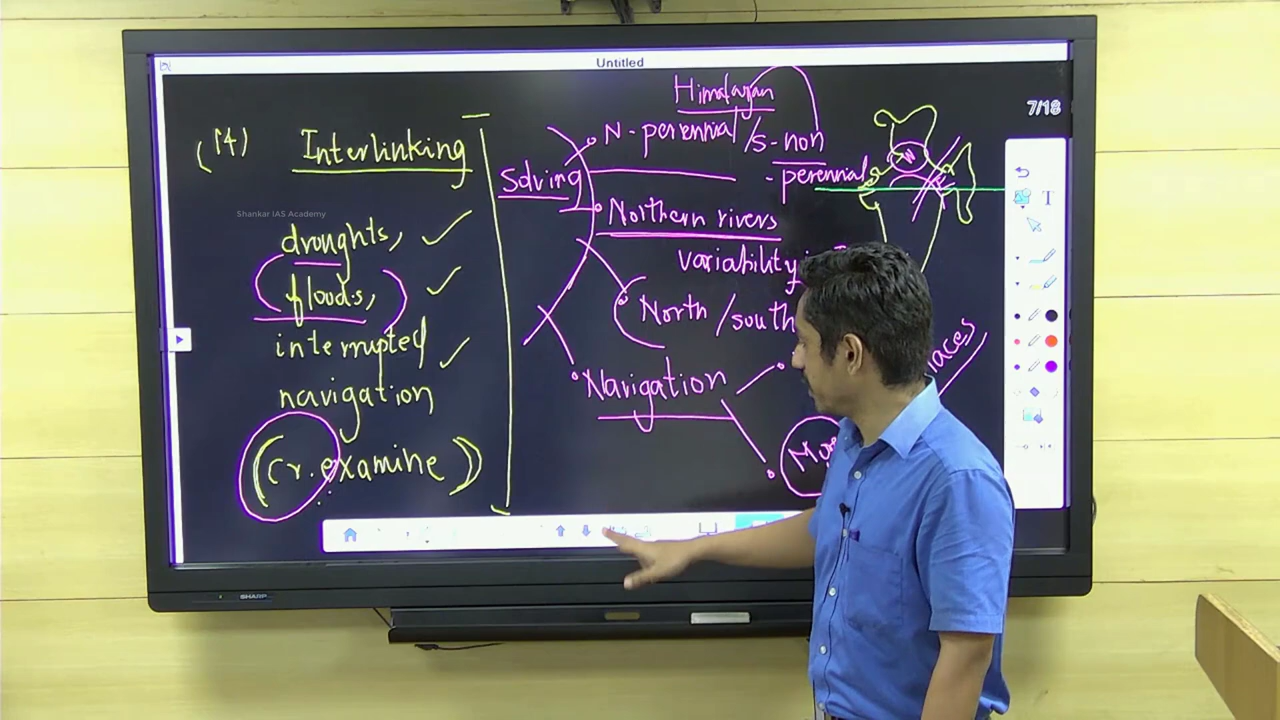 Untitled
7/18
(14) Interlinking
Shankar IAS Academy
droughts,
floods,
interrupted
navigation
(Cr. examine)
Himalayan
N - perennial / S - non
- perennial
Solving
Northern rivers
variability
North / south
Navigation
T
SHARP